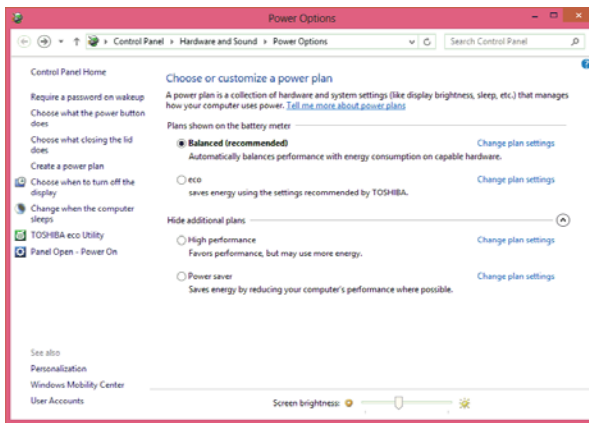 Power Options
Control Panel ▸ Hardware and Sound ▸ Power Options
Search Control Panel
Control Panel Home
Require a password on wakeup
Choose what the power button
does
Choose what closing the lid
does
Create a power plan
Choose when to turn off the
display
Change when the computer
sleeps
TOSHIBA eco Utility
Panel Open - Power On
See also
Personalization
Windows Mobility Center
User Accounts
Choose or customize a power plan
A power plan is a collection of hardware and system settings (like display brightness, sleep, etc.) that manages
how your computer uses power. Tell me more about power plans
Plans shown on the battery meter
Balanced (recommended) Change plan settings
Automatically balances performance with energy consumption on capable hardware.
eco Change plan settings
saves energy using the settings recommended by TOSHIBA.
Hide additional plans
High performance Change plan settings
Favors performance, but may use more energy.
Power saver Change plan settings
Saves energy by reducing your computer's performance where possible.
Screen brightness: